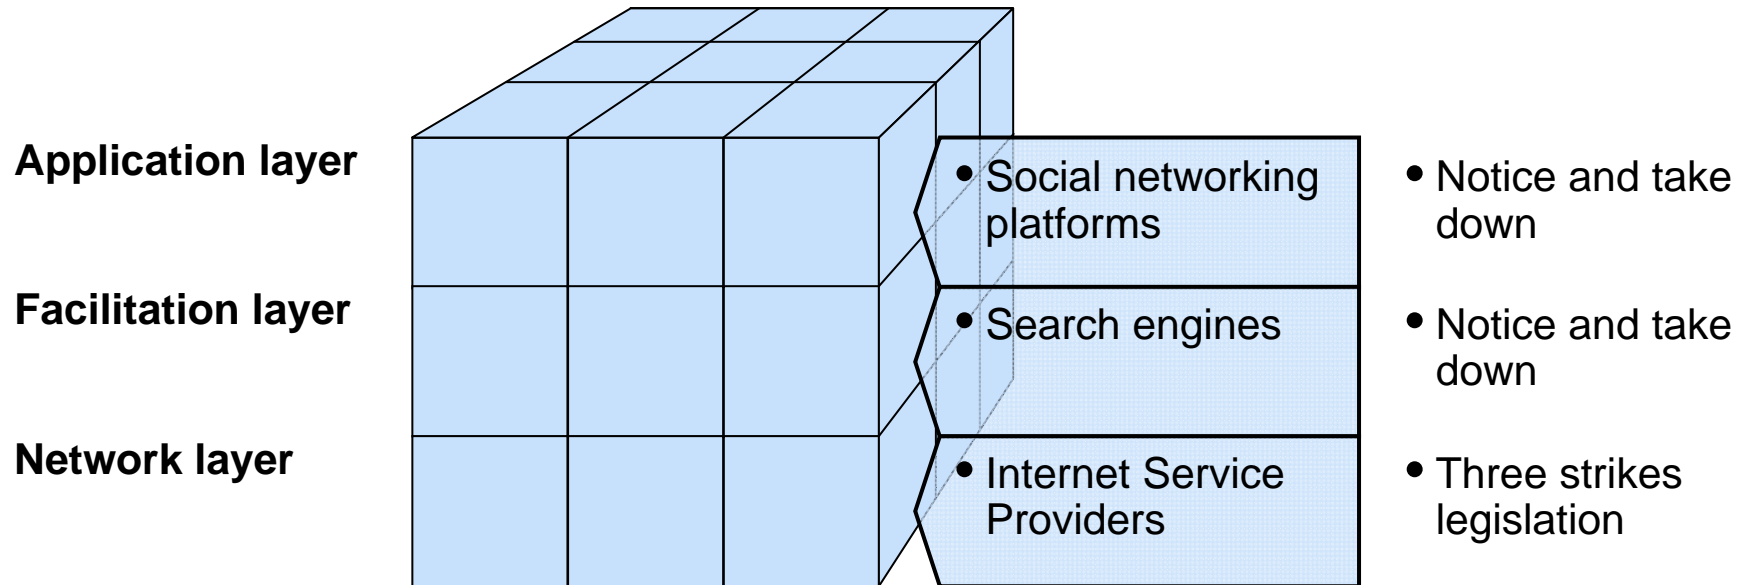 Application layer
• Social networking
platforms
• Notice and take
down
Facilitation layer
• Search engines
• Notice and take
down
Network layer
• Internet Service
Providers
• Three strikes
legislation